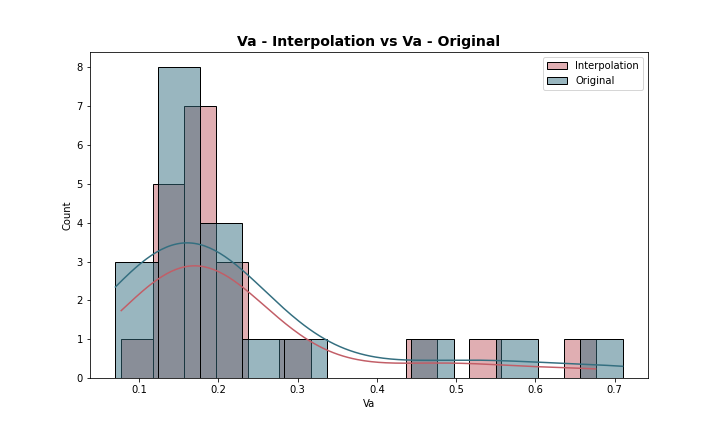 Va - Interpolation vs Va - Original
Interpolation
Original
8
7
6
5
4
3
2
1
0
Count
0.1 0.2 0.3 0.4 0.5 0.6 0.7
Va